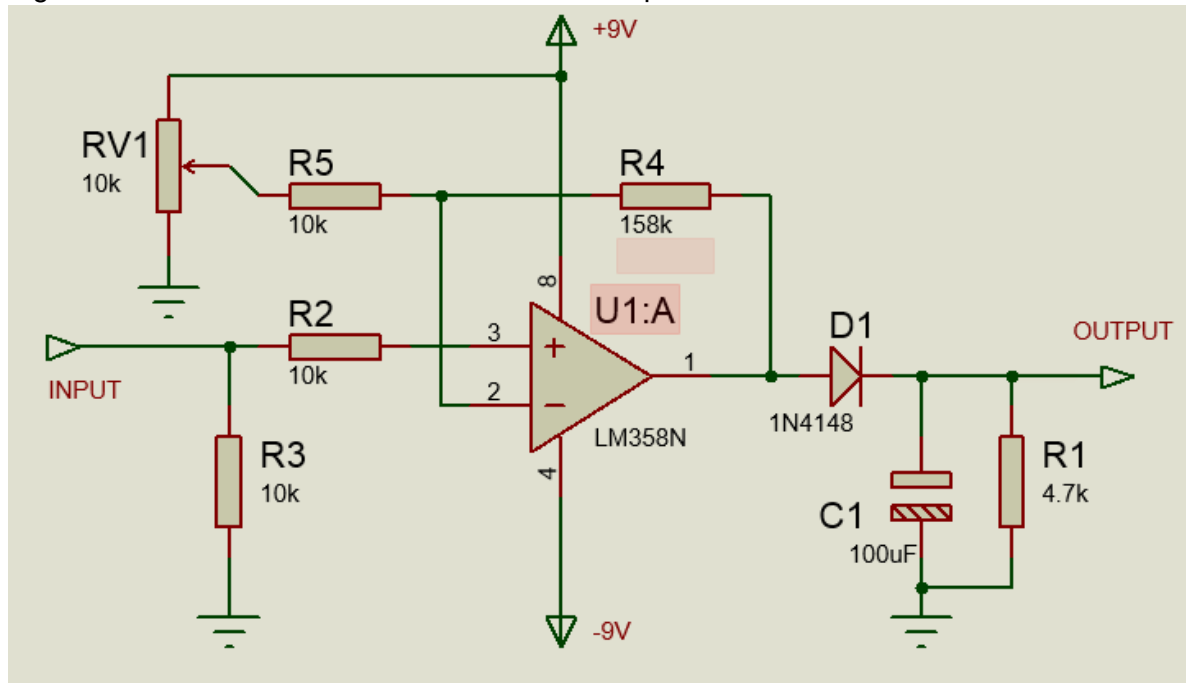 +9V
RV1
10k
R5
10k
R4
158k
8
U1:A
R2
10k
3
+
2
−
1
LM358N
4
INPUT
R3
10k
D1
1N4148
OUTPUT
C1
100uF
R1
4.7k
-9V